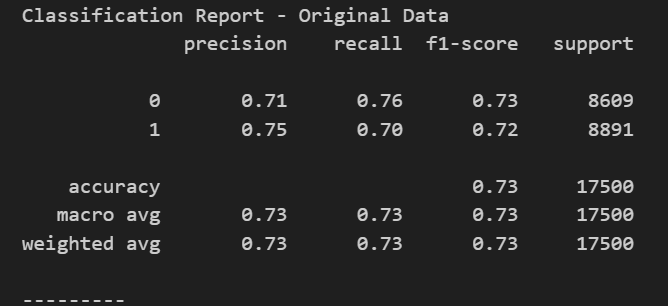 Classification Report - Original Data
precision recall f1-score support
0 0.71 0.76 0.73 8609
1 0.75 0.70 0.72 8891
accuracy 0.73 17500
macro avg 0.73 0.73 0.73 17500
weighted avg 0.73 0.73 0.73 17500
---------